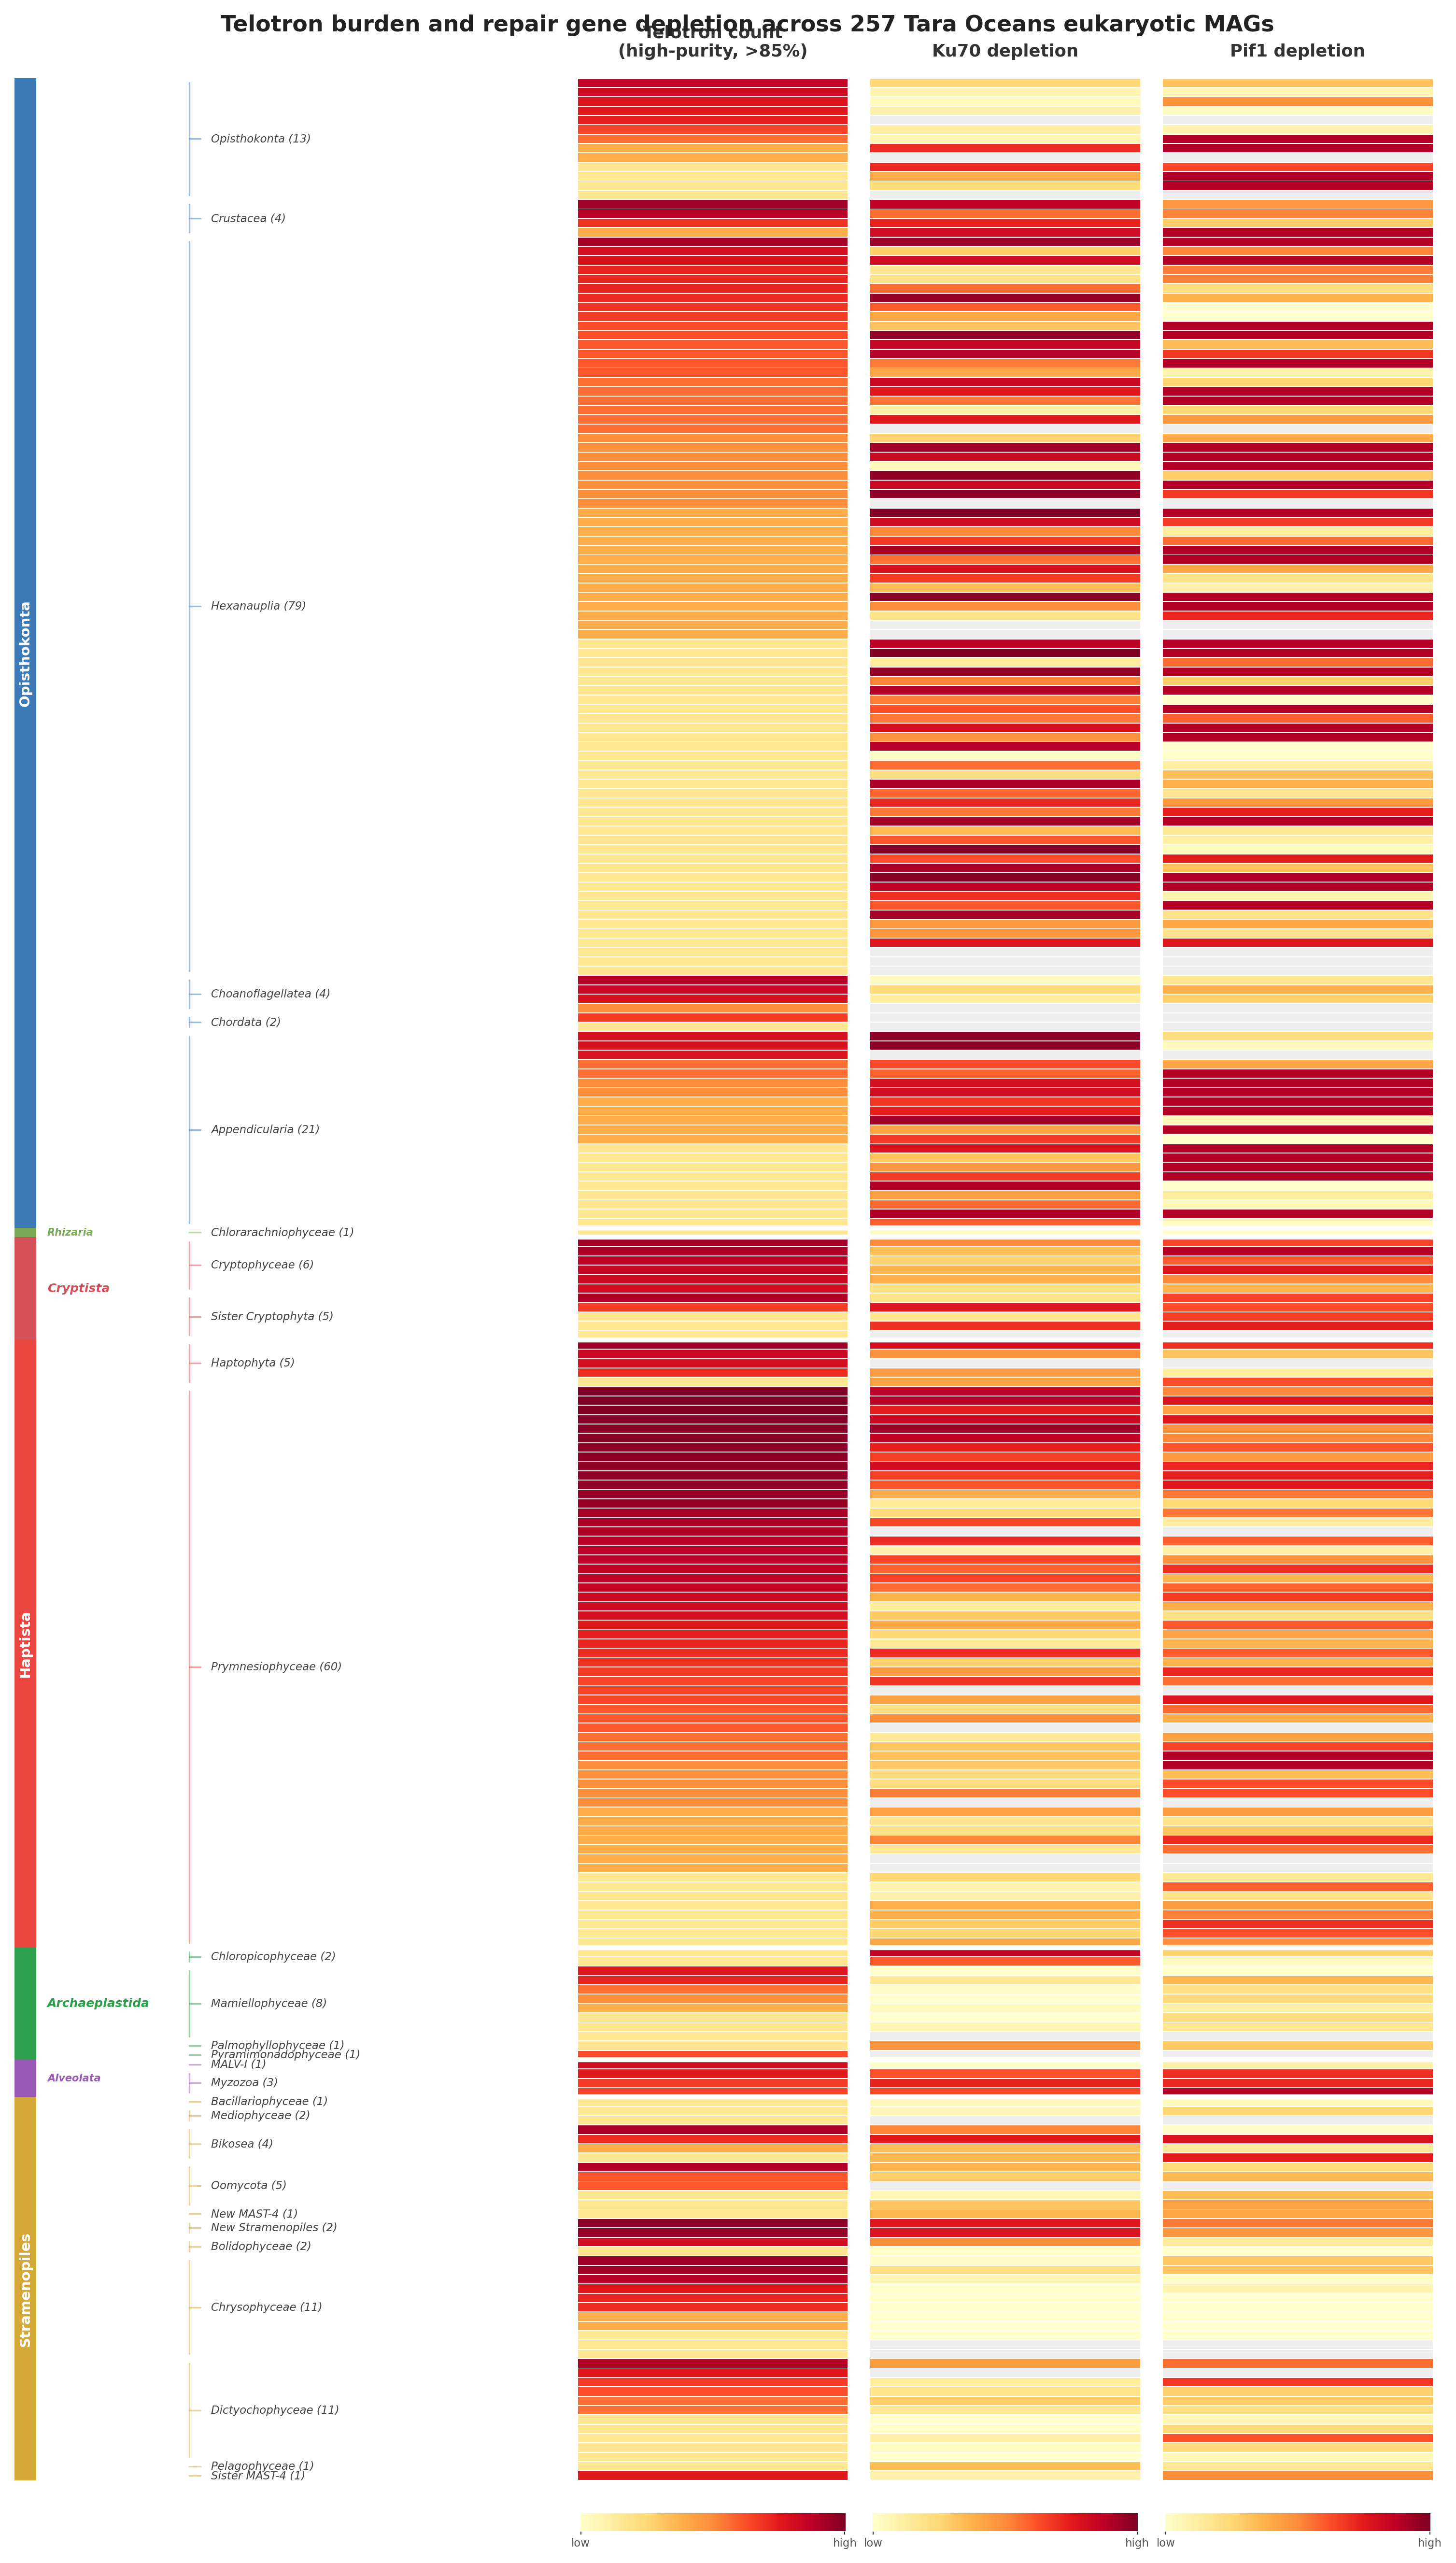 Telotron burden and repair gene depletion across 257 Tara Oceans eukaryotic MAGs
Telotron count
(high-purity, >85%)
Ku70 depletion
Pif1 depletion
Opisthokonta
Opisthokonta (13)
Crustacea (4)
Hexanauplia (79)
Choanoflagellatea (4)
Chordata (2)
Appendicularia (21)
Rhizaria
Chlorarachniophyceae (1)
Cryptista
Cryptophyceae (6)
Sister Cryptophyta (5)
Haptista
Haptophyta (5)
Prymnesiophyceae (60)
Archaeplastida
Chloropicophyceae (2)
Mamiellophyceae (8)
Palmophyllophyceae (1)
Pyramimonadophyceae (1)
Alveolata
MALV-I (1)
Myzozoa (3)
Stramenopiles
Bacillariophyceae (1)
Mediophyceae (2)
Bikosea (4)
Oomycota (5)
New MAST-4 (1)
New Stramenopiles (2)
Bolidophyceae (2)
Chrysophyceae (11)
Dictyochophyceae (11)
Pelagophyceae (1)
Sister MAST-4 (1)
low high low high low high